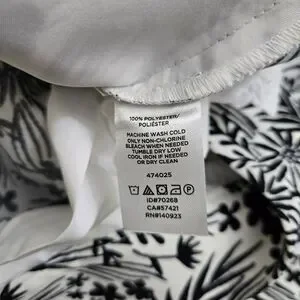 100% POLYESTER/
POLIÉSTER
MACHINE WASH COLD
ONLY NON-CHLORINE
BLEACH WHEN NEEDED
TUMBLE DRY LOW
COOL IRON IF NEEDED
OR DRY CLEAN
474025
ID#70268
CA#57421
RN#140923